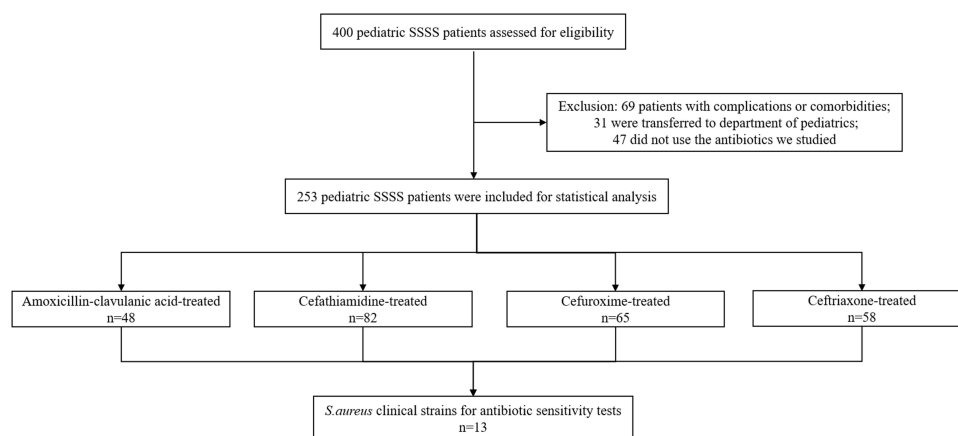 400 pediatric SSSS patients assessed for eligibility
Exclusion: 69 patients with complications or comorbidities;
31 were transferred to department of pediatrics;
47 did not use the antibiotics we studied
253 pediatric SSSS patients were included for statistical analysis
Amoxicillin-clavulanic acid-treated
n=48
Cefathiamidine-treated
n=82
Cefuroxime-treated
n=65
Ceftriaxone-treated
n=58
S.aureus clinical strains for antibiotic sensitivity tests
n=13